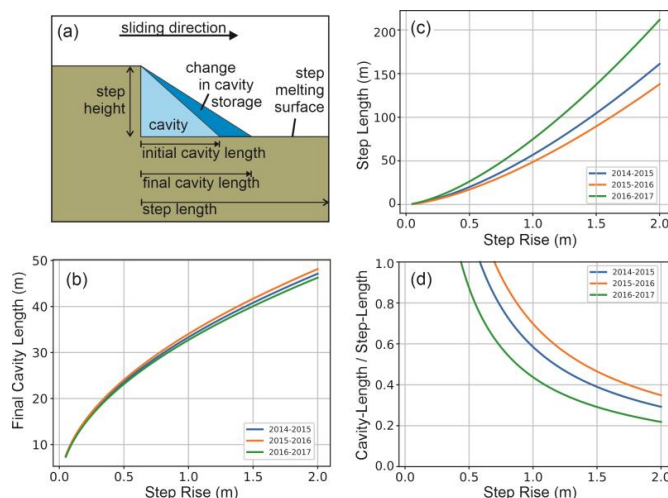 (a)
sliding direction
step
height
change
in cavity
storage
step
melting
surface
cavity
initial cavity length
final cavity length
step length
(c)
Step Length (m)
200
150
100
50
0
2014-2015
2015-2016
2016-2017
0.0 0.5 1.0 1.5 2.0
Step Rise (m)
(b)
Final Cavity Length (m)
50
40
30
20
10
2014-2015
2015-2016
2016-2017
0.0 0.5 1.0 1.5 2.0
Step Rise (m)
(d)
Cavity-Length / Step-Length
1.0
0.8
0.6
0.4
0.2
0.0
2014-2015
2015-2016
2016-2017
0.0 0.5 1.0 1.5 2.0
Step Rise (m)